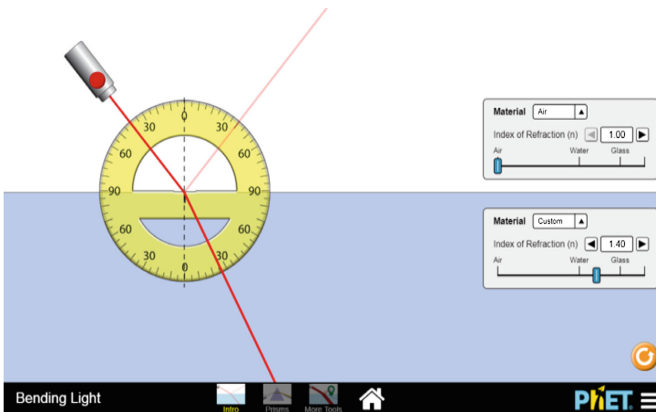 0
30 30
60 60
90 90
60 60
30 30
0
Material Air
Index of Refraction (n) 1.00
Air Water Glass
Material Custom
Index of Refraction (n) 1.40
Air Water Glass
Bending Light
Intro Prisms More Tools
PhET